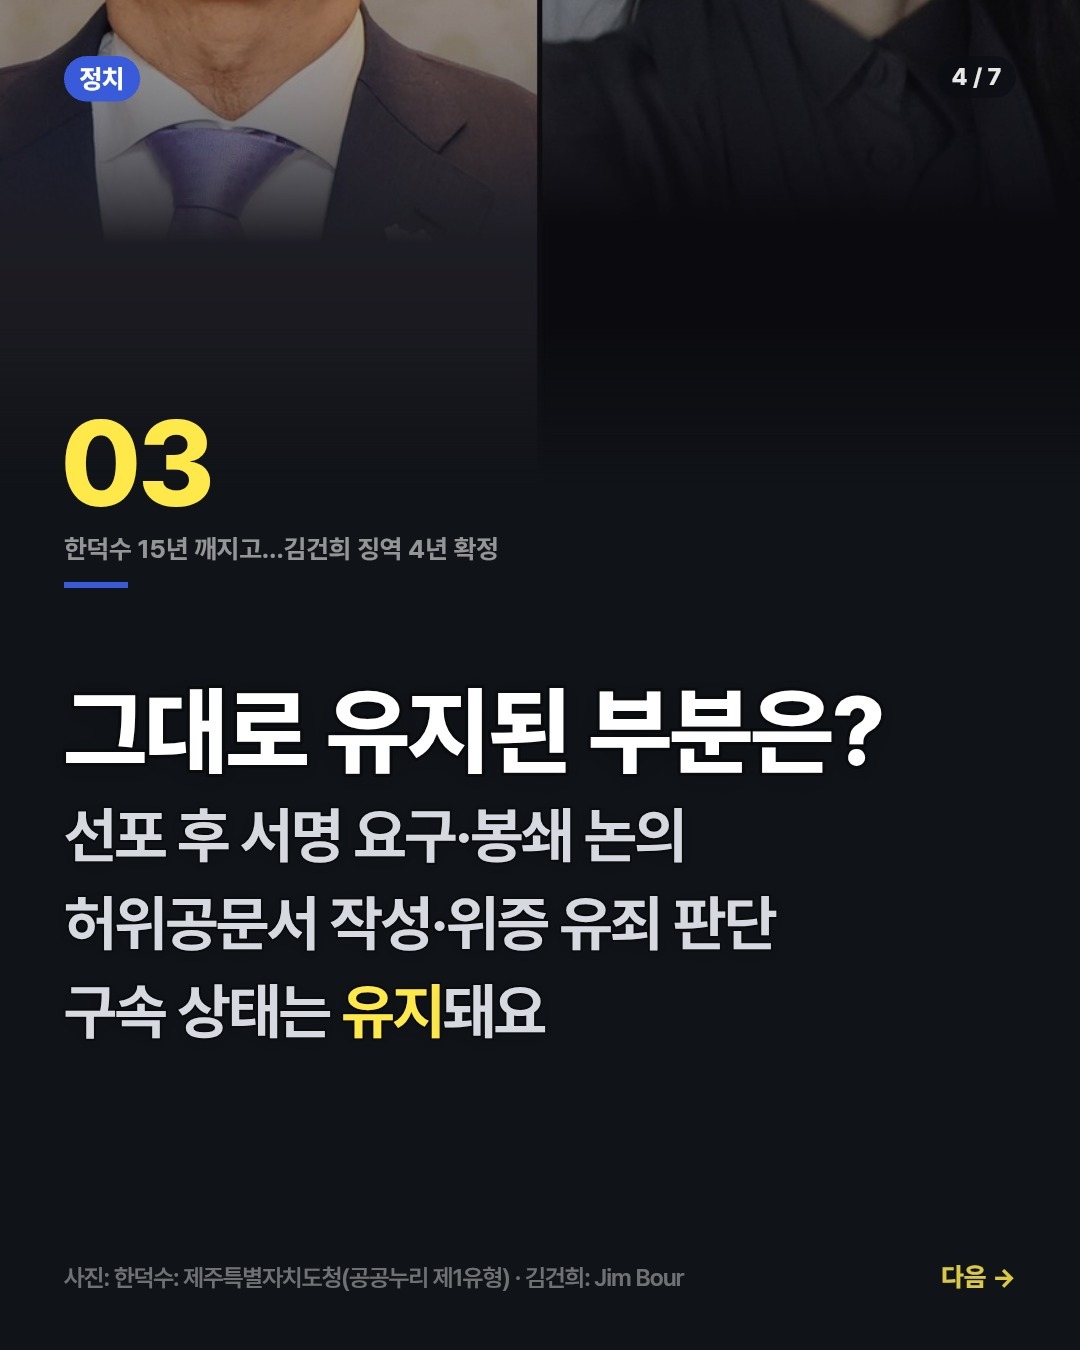 정치
4 / 7
03
한덕수 15년 깨지고...김건희 징역 4년 확정
그대로 유지된 부분은?
선포 후 서명 요구·봉쇄 논의
허위공문서 작성·위증 유죄 판단
구속 상태는 유지돼요
사진: 한덕수: 제주특별자치도청(공공누리 제1유형) · 김건희: Jim Bour
다음 →